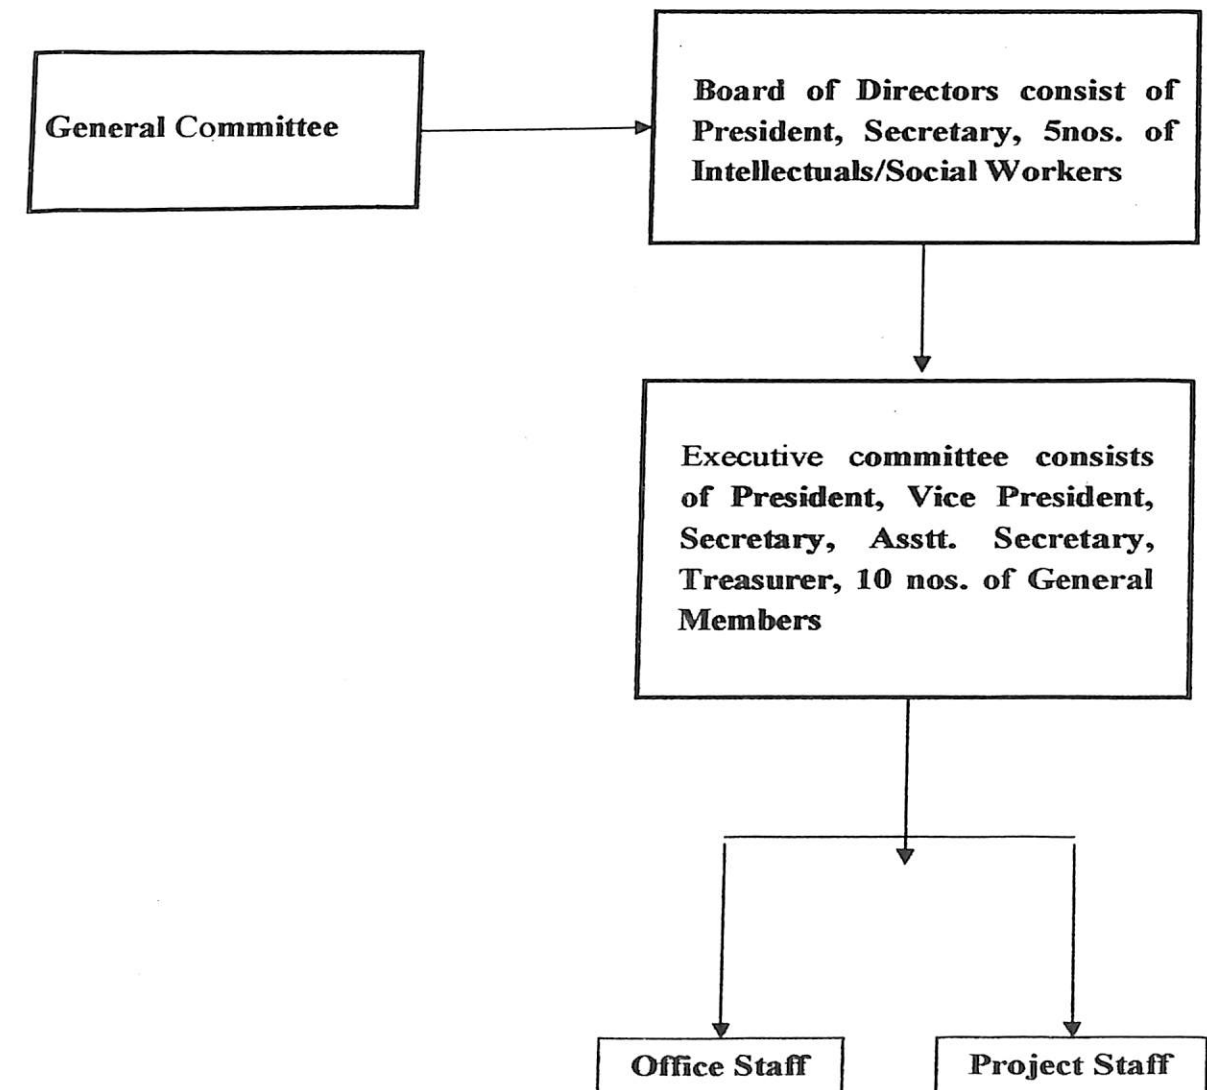 General Committee
Board of Directors consist of
President, Secretary, 5nos. of
Intellectuals/Social Workers
Executive committee consists
of President, Vice President,
Secretary, Asstt. Secretary,
Treasurer, 10 nos. of General
Members
Office Staff
Project Staff